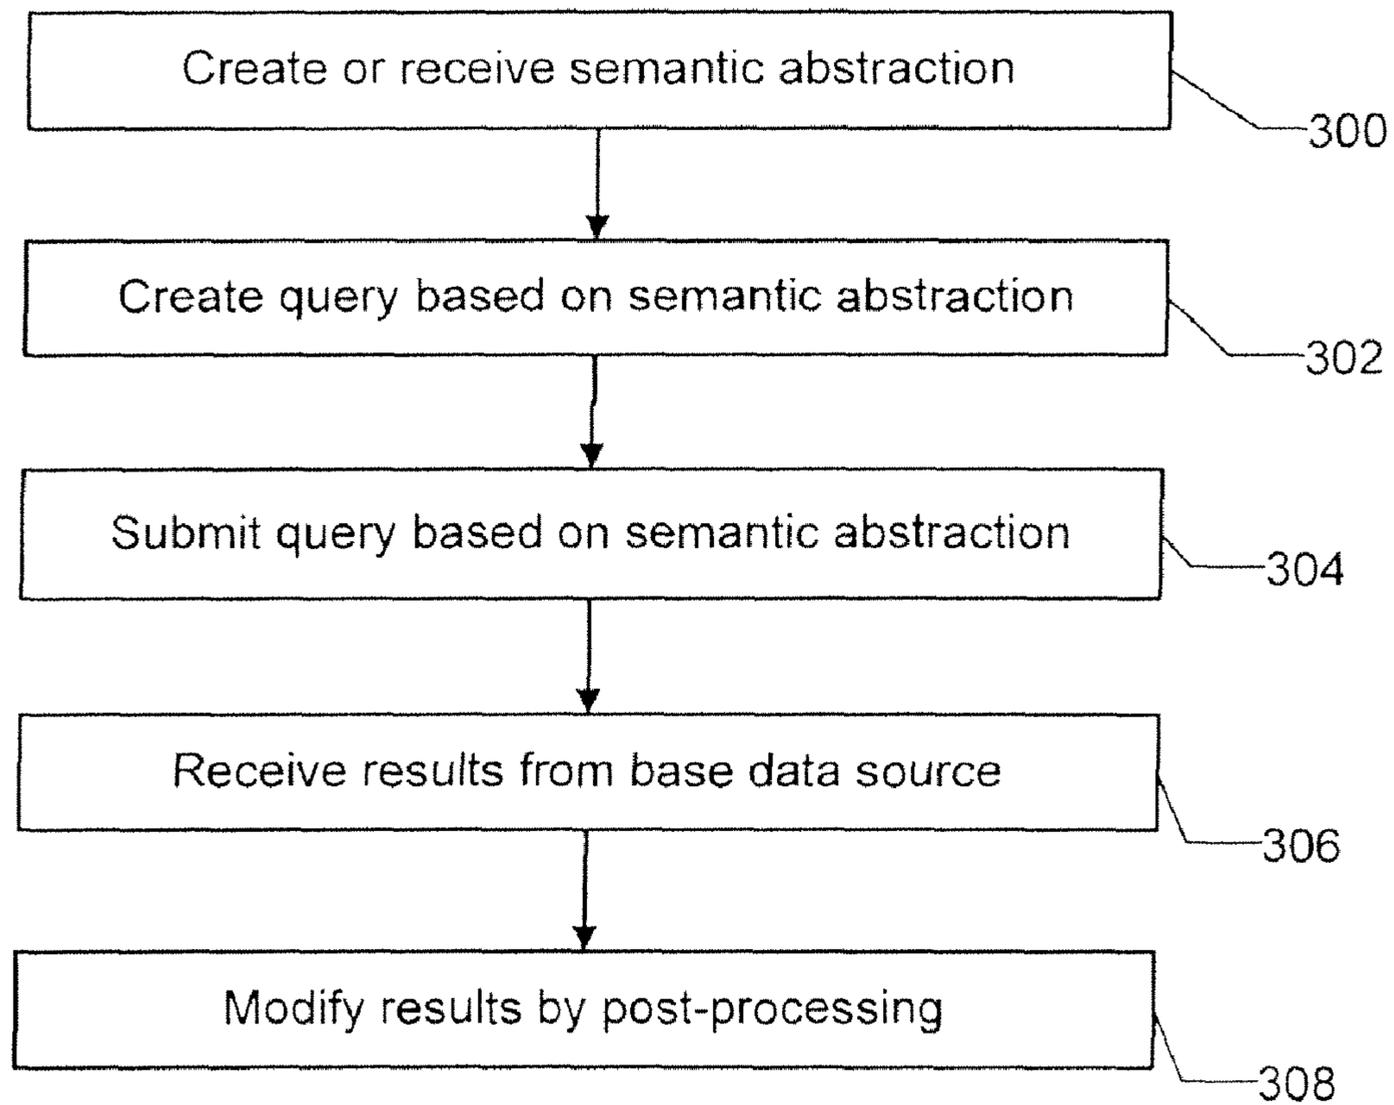 Create or receive semantic abstraction
300
Create query based on semantic abstraction
302
Submit query based on semantic abstraction
304
Receive results from base data source
306
Modify results by post-processing
308